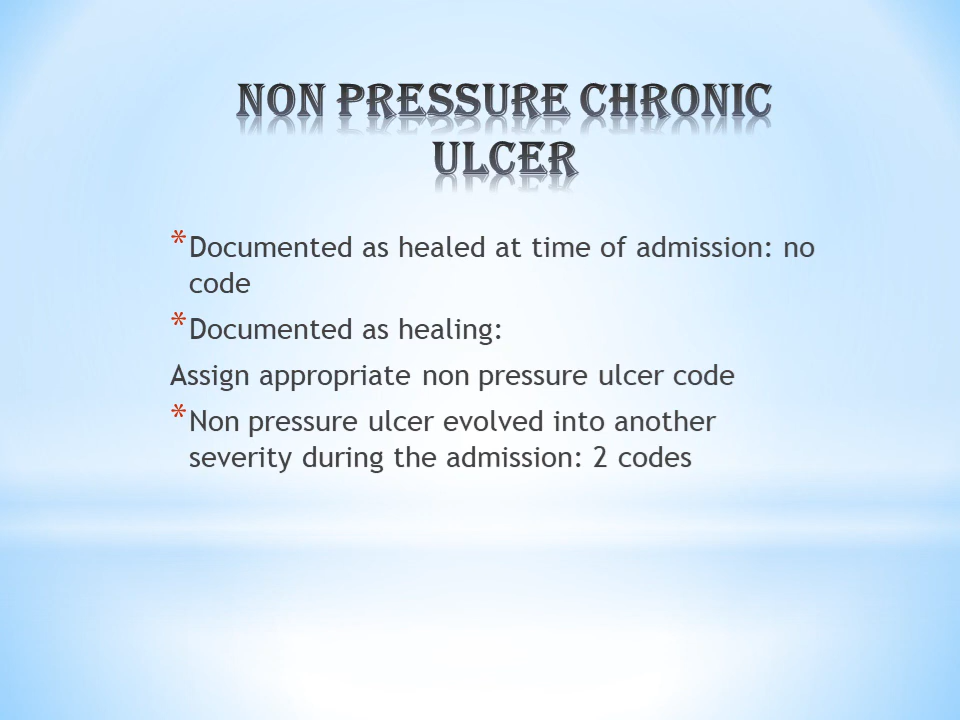 NON PRESSURE CHRONIC
ULCER
* Documented as healed at time of admission: no
code
* Documented as healing:
Assign appropriate non pressure ulcer code
* Non pressure ulcer evolved into another
severity during the admission: 2 codes